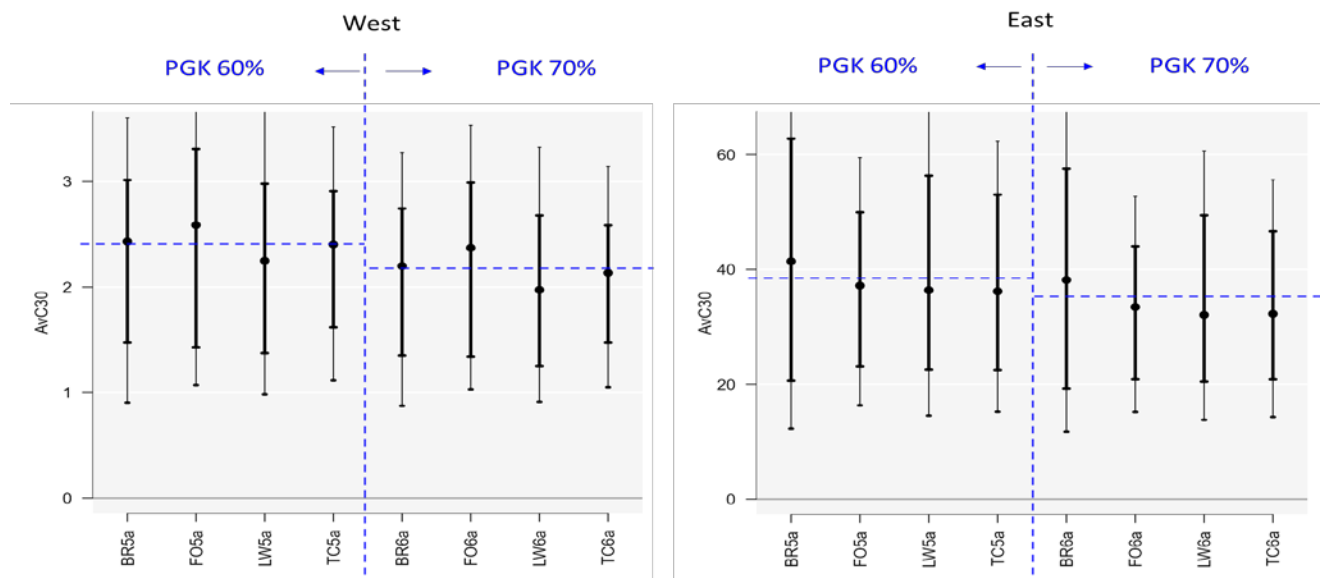 West
PGK 60%
PGK 70%
AvC30
3
2
1
0
BR5a
FO5a
LW5a
TC5a
BR6a
FO6a
LW6a
TC6a
East
PGK 60%
PGK 70%
AvC30
60
40
20
0
BR5a
FO5a
LW5a
TC5a
BR6a
FO6a
LW6a
TC6a